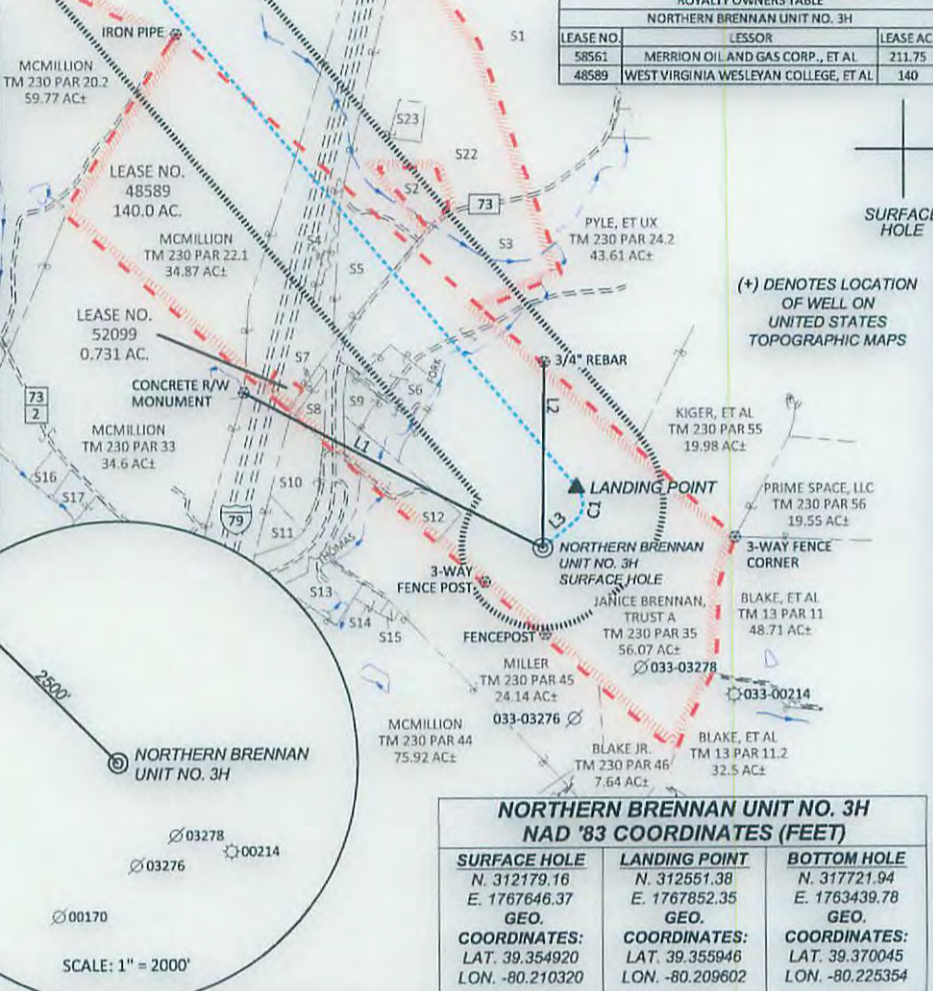 ROYALTY OWNERS TABLE
NORTHERN BRENNAN UNIT NO. 3H
LEASE NO. LESSOR LEASE AC
58561 MERRION OIL AND GAS CORP., ET AL 211.75
48589 WEST VIRGINIA WESLEYAN COLLEGE, ET AL 140
IRON PIPE
MCMILLION
TM 230 PAR 20.2
59.77 AC±
S1
S23
S22
S2
73
S3
S4
S5
LEASE NO.
48589
140.0 AC.
MCMILLION
TM 230 PAR 22.1
34.87 AC±
PYLE, ET UX
TM 230 PAR 24.2
43.61 AC±
SURFACE
HOLE
(+) DENOTES LOCATION
OF WELL ON
UNITED STATES
TOPOGRAPHIC MAPS
LEASE NO.
52099
0.731 AC.
CONCRETE R/W
MONUMENT
73
2
MCMILLION
TM 230 PAR 33
34.6 AC±
S7
S8
S9
S6
FORK
L1
L2
3/4" REBAR
KIGER, ET AL
TM 230 PAR 55
19.98 AC±
S16
S17
S10
S11
79
S12
THOMAS
LANDING POINT
C1
L3
PRIME SPACE, LLC
TM 230 PAR 56
19.55 AC±
NORTHERN BRENNAN
UNIT NO. 3H
SURFACE HOLE
3-WAY FENCE
CORNER
3-WAY
FENCE POST
S13
S14
S15
JANICE BRENNAN,
TRUST A
TM 230 PAR 35
56.07 AC±
BLAKE, ET AL
TM 13 PAR 11
48.71 AC±
FENCEPOST
033-03278
033-00214
MILLER
TM 230 PAR 45
24.14 AC±
033-03276
MCMILLION
TM 230 PAR 44
75.92 AC±
BLAKE JR.
TM 230 PAR 46
7.64 AC±
BLAKE, ET AL
TM 13 PAR 11.2
32.5 AC±
2500'
NORTHERN BRENNAN
UNIT NO. 3H
03278
03276
00214
00170
SCALE: 1" = 2000'
NORTHERN BRENNAN UNIT NO. 3H
NAD '83 COORDINATES (FEET)
SURFACE HOLE LANDING POINT BOTTOM HOLE
N. 312179.16 N. 312551.38 N. 317721.94
E. 1767646.37 E. 1767852.35 E. 1763439.78
GEO. GEO. GEO.
COORDINATES: COORDINATES: COORDINATES:
LAT. 39.354920 LAT. 39.355946 LAT. 39.370045
LON. -80.210320 LON. -80.209602 LON. -80.225354